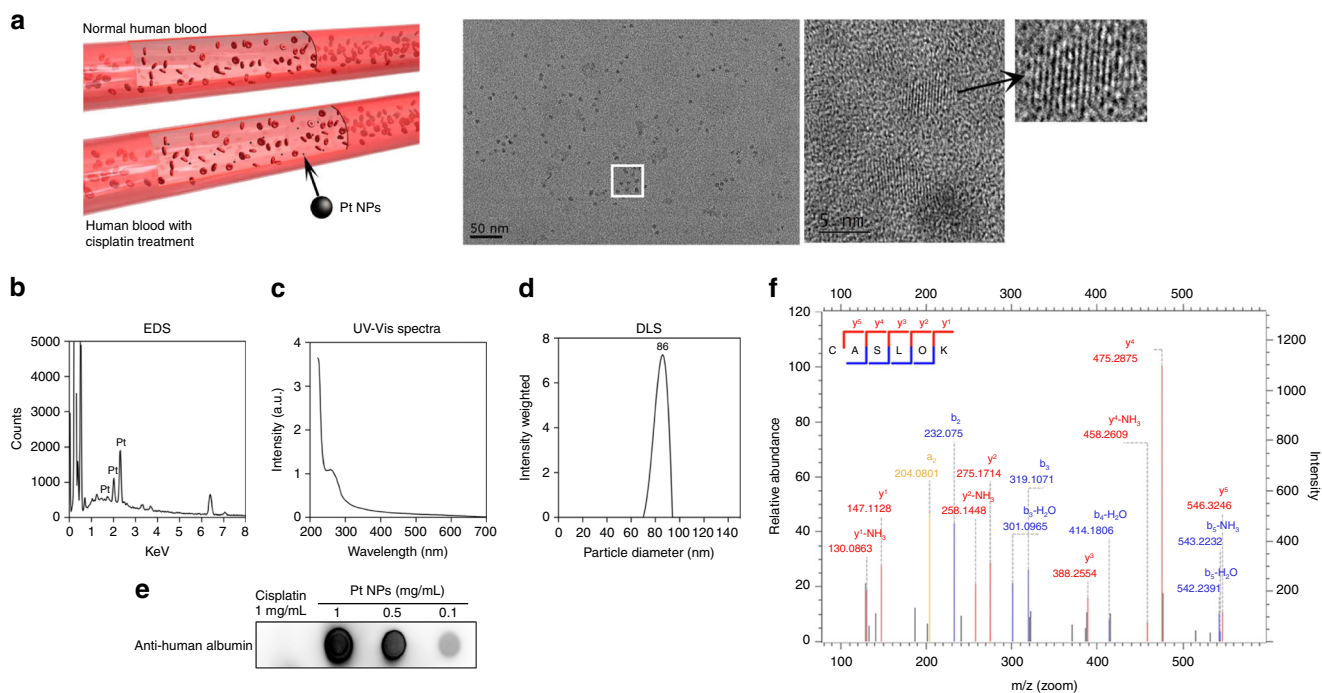 a
Normal human blood
Pt NPs
Human blood with
cisplatin treatment
50 nm
5 nm
b
EDS
5000
4000
3000
2000
1000
0
Counts
Pt
Pt
Pt
0 1 2 3 4 5 6 7 8
KeV
c
UV-Vis spectra
4
3
2
1
0
Intensity (a.u.)
200 300 400 500 600 700
Wavelength (nm)
d
DLS
86
8
6
4
2
0
Intensity weighted
0 20 40 60 80 100 120 140
Particle diameter (nm)
e
Cisplatin
1 mg/mL
Pt NPs (mg/mL)
1 0.5 0.1
Anti-human albumin
f
100 200 300 400 500
120
100
80
60
40
20
0
Relative abundance
1200
1000
800
600
400
200
0
Intensity
y5 y4 y3 y2 y1
C A S L O K
y1-NH3
130.0863
y1
147.1128
a2
204.0801
b2
232.075
y2-NH3
258.1448
y2
275.1714
b3-H2O
301.0965
b3
319.1071
y3
388.2554
b4-H2O
414.1806
y4-NH3
458.2609
y4
475.2875
y5
546.3246
b5-NH3
543.2232
b5-H2O
542.2391
100 200 300 400 500
m/z (zoom)